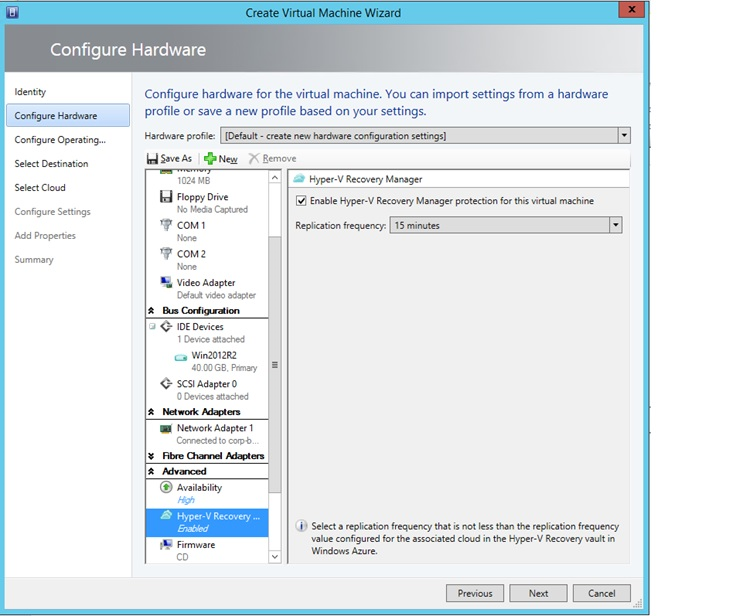 Create Virtual Machine Wizard
X
Configure Hardware
Identity
Configure Hardware
Configure Operating...
Select Destination
Select Cloud
Configure Settings
Add Properties
Summary
Configure hardware for the virtual machine. You can import settings from a hardware
profile or save a new profile based on your settings.
Hardware profile: [Default - create new hardware configuration settings]
Save As New Remove
Memory
1024 MB
Floppy Drive
No Media Captured
COM 1
None
COM 2
None
Video Adapter
Default video adapter
Bus Configuration
IDE Devices
1 Device attached
Win2012R2
40.00 GB, Primary
SCSI Adapter 0
0 Devices attached
Network Adapters
Network Adapter 1
Connected to corp-b...
Fibre Channel Adapters
Advanced
Availability
High
Hyper-V Recovery ...
Enabled
Firmware
CD
Hyper-V Recovery Manager
Enable Hyper-V Recovery Manager protection for this virtual machine
Replication frequency: 15 minutes
Select a replication frequency that is not less than the replication frequency
value configured for the associated cloud in the Hyper-V Recovery vault in
Windows Azure.
Previous Next Cancel